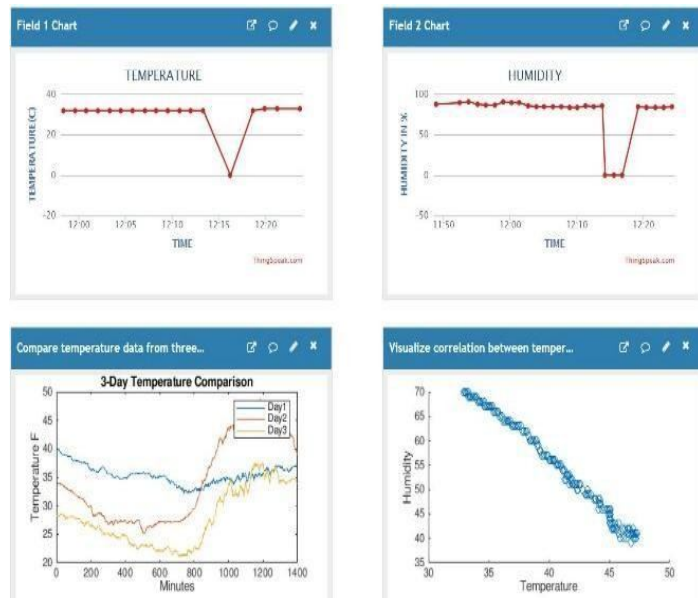 Field 1 Chart
TEMPERATURE
TEMPERATURE(C)
40
20
0
-20
12:00 12:05 12:10 12:15 12:20
TIME
ThingSpeak.com
Field 2 Chart
HUMIDITY
HUMIDITY IN %
100
50
0
-50
11:50 12:00 12:10 12:20
TIME
ThingSpeak.com
Compare temperature data from three...
3-Day Temperature Comparison
Day1
Day2
Day3
Temperature F
50
45
40
35
30
25
20
0 200 400 600 800 1000 1200 1400
Minutes
Visualize correlation between temper...
Humidity
70
65
60
55
50
45
40
35
30 35 40 45 50
Temperature